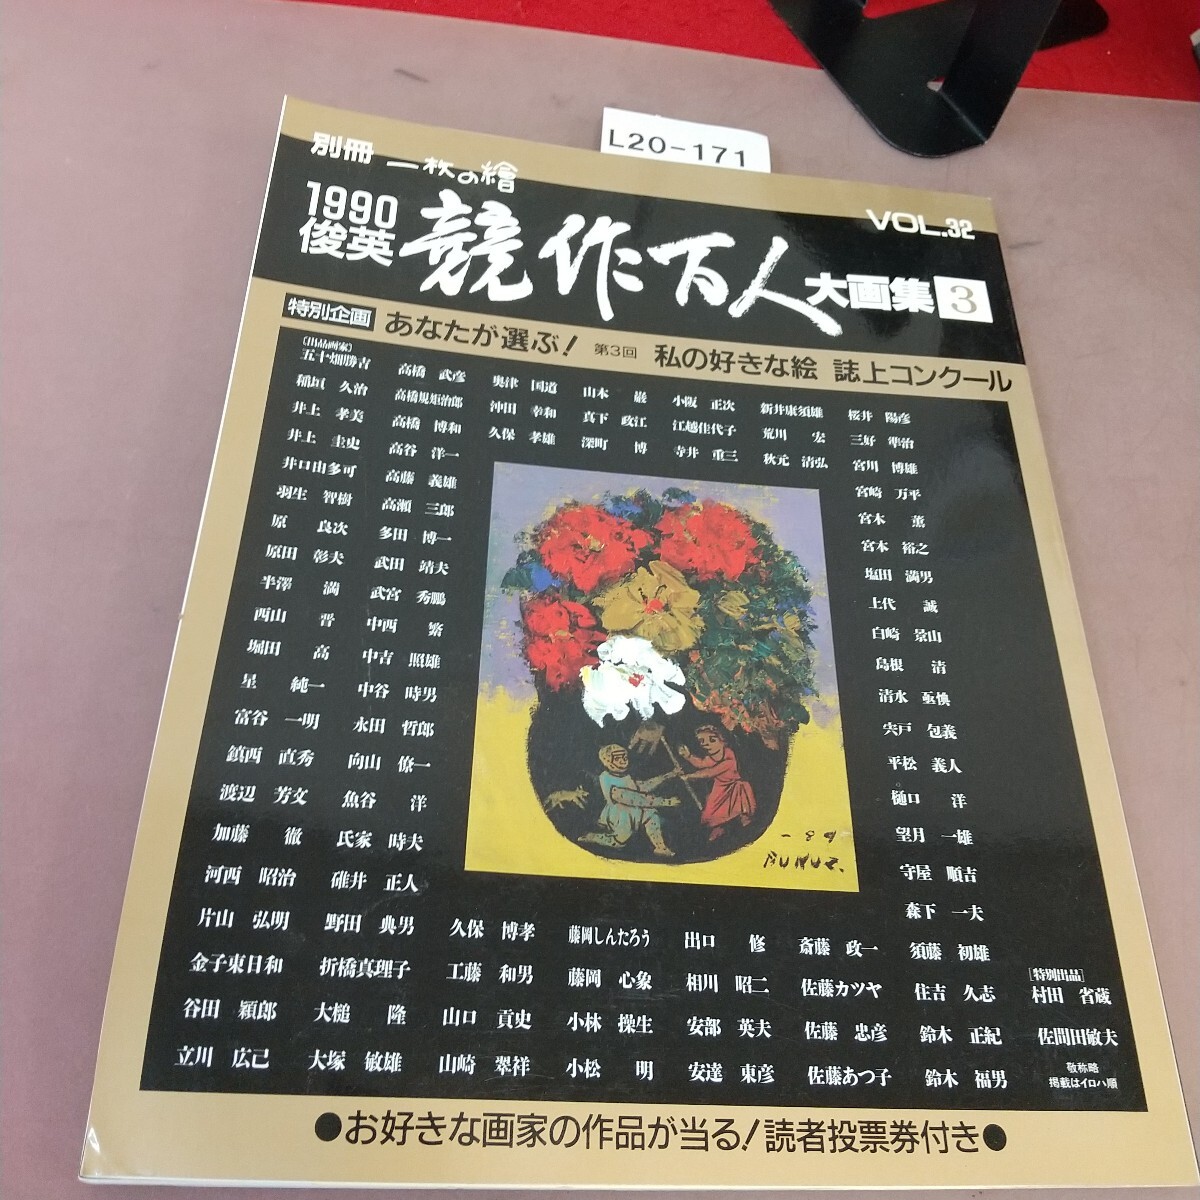 L20-171
別冊 一枚の繪
VOL.32
1990
俊英 競作百人 大画集 3
特別企画 あなたが選ぶ! 第3回 私の好きな絵 誌上コンクール
[出品画家]
五十畑勝吉
稲垣 久治
井上 孝美
井上 圭史
井口由多可
羽生 智樹
原 良次
原田 彰夫
半澤 満
西山 晋
堀田 高
星 純一
富谷 一明
鎮西 直秀
渡辺 芳文
加藤 徹
河西 昭治
片山 弘明
金子東日和
谷田 穎郎
立川 広己
高橋 武彦
高橋規矩治郎
高橋 博和
高谷 洋一
高藤 義雄
高瀬 三郎
多田 博一
武田 靖夫
武宮 秀鵬
中西 繁
中吉 照雄
中谷 時男
永田 哲郎
向山 僚一
魚谷 洋
氏家 時夫
碓井 正人
野田 典男
折橋真理子
大槌 隆
大塚 敏雄
奥津 国道
沖田 幸和
久保 孝雄
久保 博孝
工藤 和男
山口 貢史
山崎 翠祥
山本 巌
真下 政江
深町 博
藤岡しんたろう
藤岡 心象
小林 操生
小松 明
小阪 正次
江越佳代子
寺井 重三
出口 修
相川 昭二
安部 英夫
安達 東彦
新井康須雄
荒川 宏
秋元 清弘
斎藤 政一
佐藤カツヤ
佐藤 忠彦
佐藤あつ子
桜井 陽彦
三好 準治
宮川 博雄
宮崎 万平
宮木 薫
宮本 裕之
塩田 満男
上代 誠
白崎 景山
島根 清
清水 亟愼
宍戸 包義
平松 義人
樋口 洋
望月 一雄
守屋 順吉
森下 一夫
須藤 初雄
住吉 久志
鈴木 正紀
鈴木 福男
[特別出品]
村田 省蔵
佐間田敏夫
敬称略
掲載はイロハ順
-89
●お好きな画家の作品が当る!読者投票券付き●